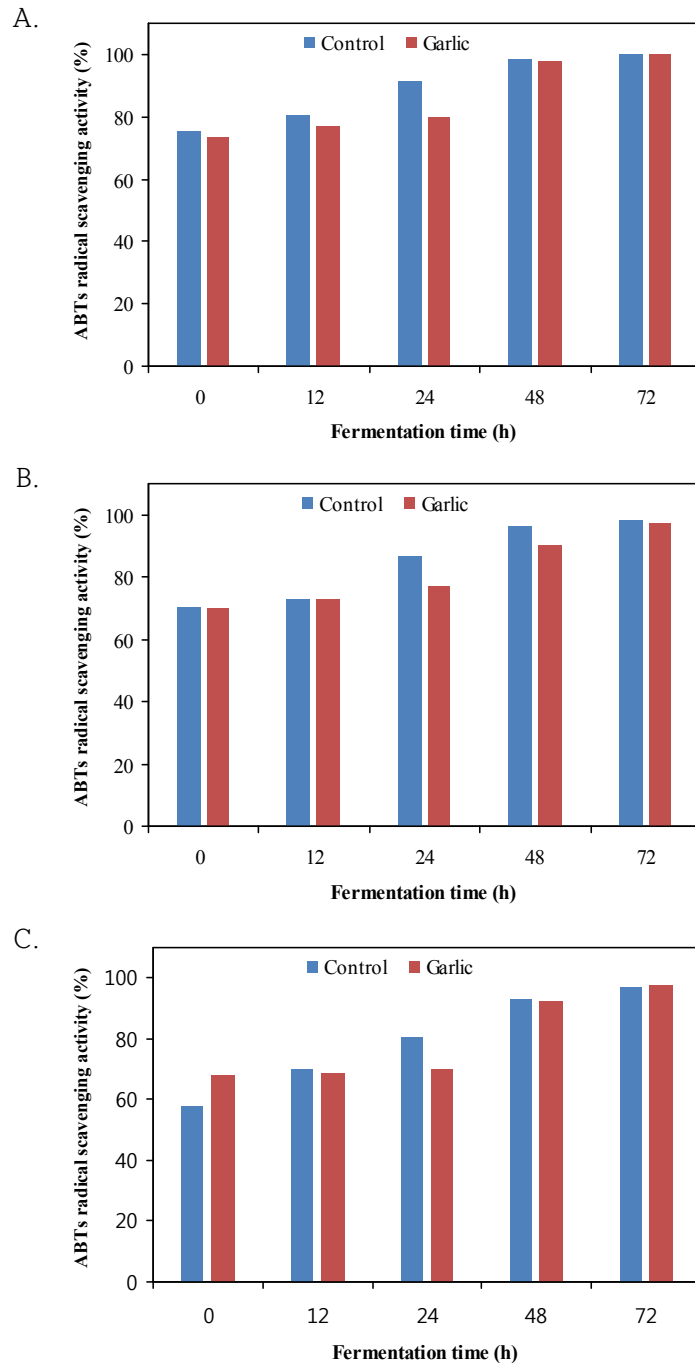 A.
Control Garlic
100
80
60
40
20
0
ABTs radical scavenging activity (%)
0 12 24 48 72
Fermentation time (h)
B.
Control Garlic
100
80
60
40
20
0
ABTs radical scavenging activity (%)
0 12 24 48 72
Fermentation time (h)
C.
Control Garlic
100
80
60
40
20
0
ABTs radical scavenging activity (%)
0 12 24 48 72
Fermentation time (h)